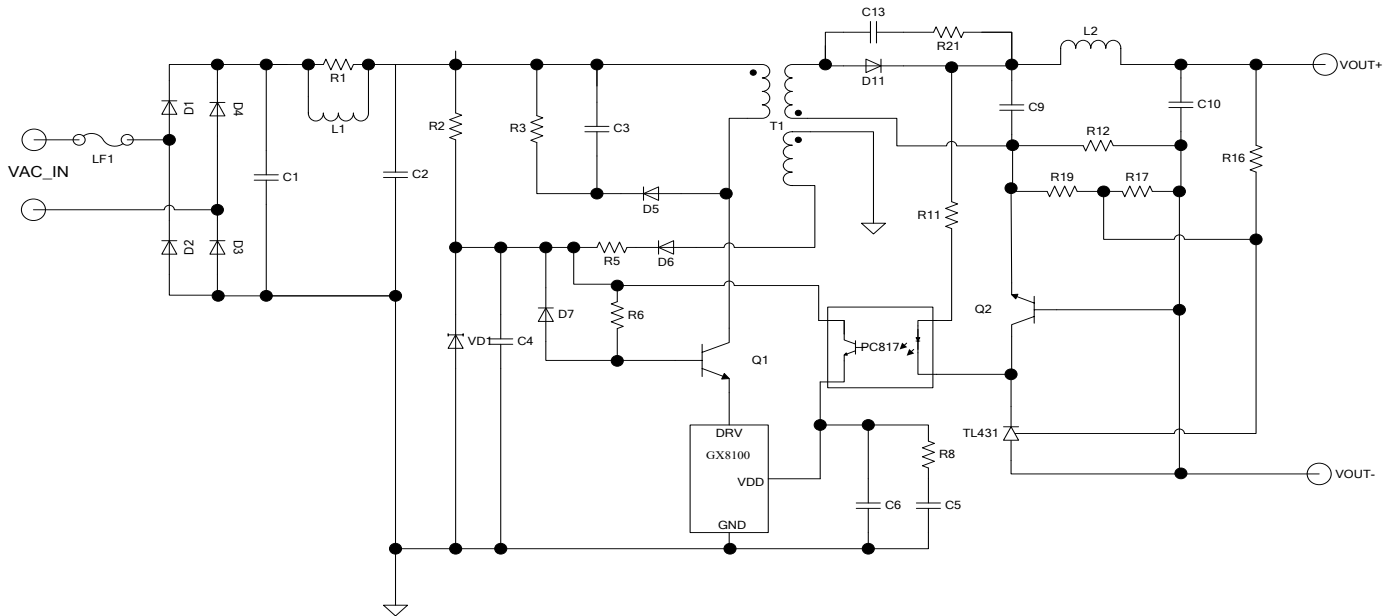 C13
R21
L2
VOUT+
D11
R1
L1
D1
D4
LF1
VAC_IN
C1
C2
R2
R3
C3
T1
C9
C10
R12
R16
R19
R17
D5
R11
D2
D3
R5
D6
D7
R6
VD1
C4
Q1
PC817
Q2
DRV
GX8100
VDD
GND
TL431
R8
C6
C5
VOUT-